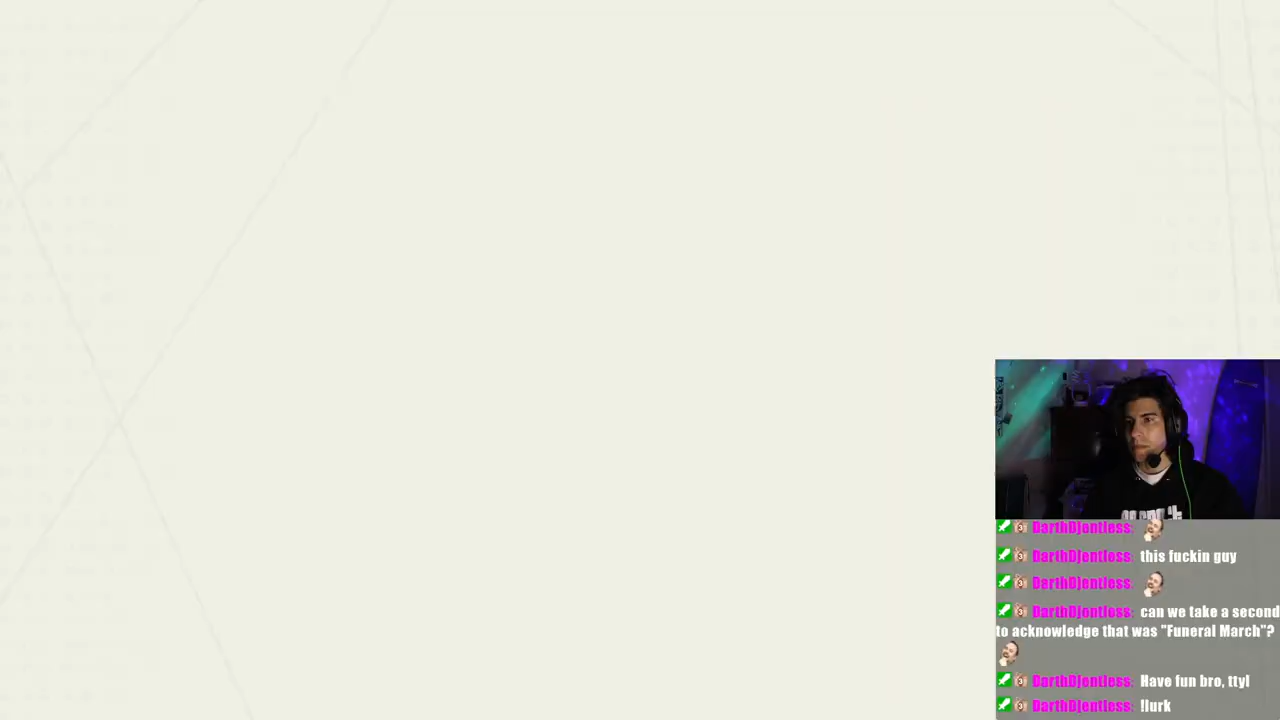 DarthDjentless:
DarthDjentless: this fuckin guy
DarthDjentless:
DarthDjentless: can we take a second
to acknowledge that was "Funeral March"?
DarthDjentless: Have fun bro, ttyl
DarthDjentless: !lurk